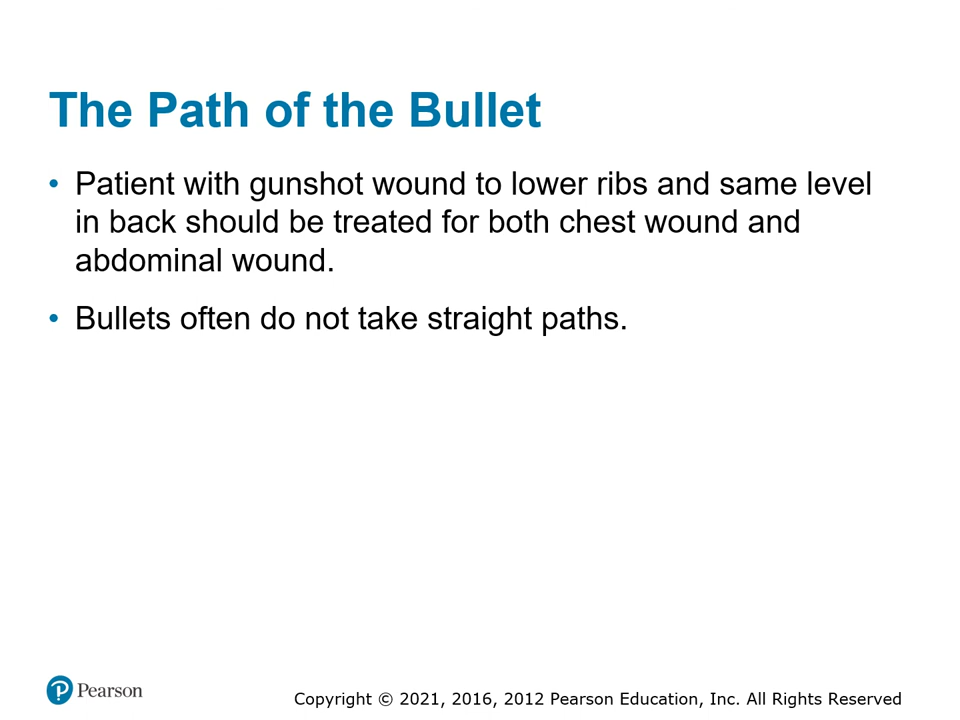 The Path of the Bullet
• Patient with gunshot wound to lower ribs and same level
in back should be treated for both chest wound and
abdominal wound.
• Bullets often do not take straight paths.
P Pearson
Copyright © 2021, 2016, 2012 Pearson Education, Inc. All Rights Reserved